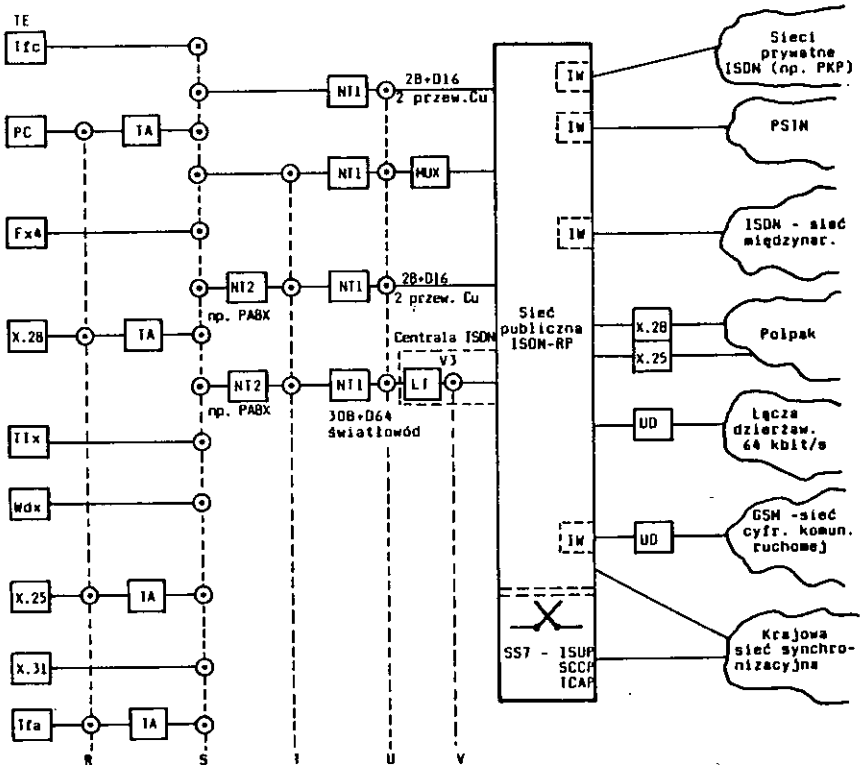 TE
Tfc
PC
TA
Fx4
X.28
TA
TTx
Wdx
X.25
TA
X.31
Tfa
TA
R
S
T
U
V
NT1
2B+D16
2 przew.Cu
NT1
MUX
NT2
np. PABX
NT1
2B+D16
2 przew. Cu
Centrala ISDN
NT2
np. PABX
NT1
30B+D64
światłowód
LT
V3
IW
IW
IW
Sieć
publiczna
ISDN-RP
IW
SS7 - ISUP
SCCP
TCAP
X.28
X.25
UD
UD
Sieci
prywatne
ISDN (np. PKP)
PSTN
ISDN - sieć
międzynar.
Polpak
Łącza
dzierżaw.
64 kbit/s
GSM -sieć
cyfr. komun.
ruchomej
Krajowa
sieć synchro-
nizacyjna